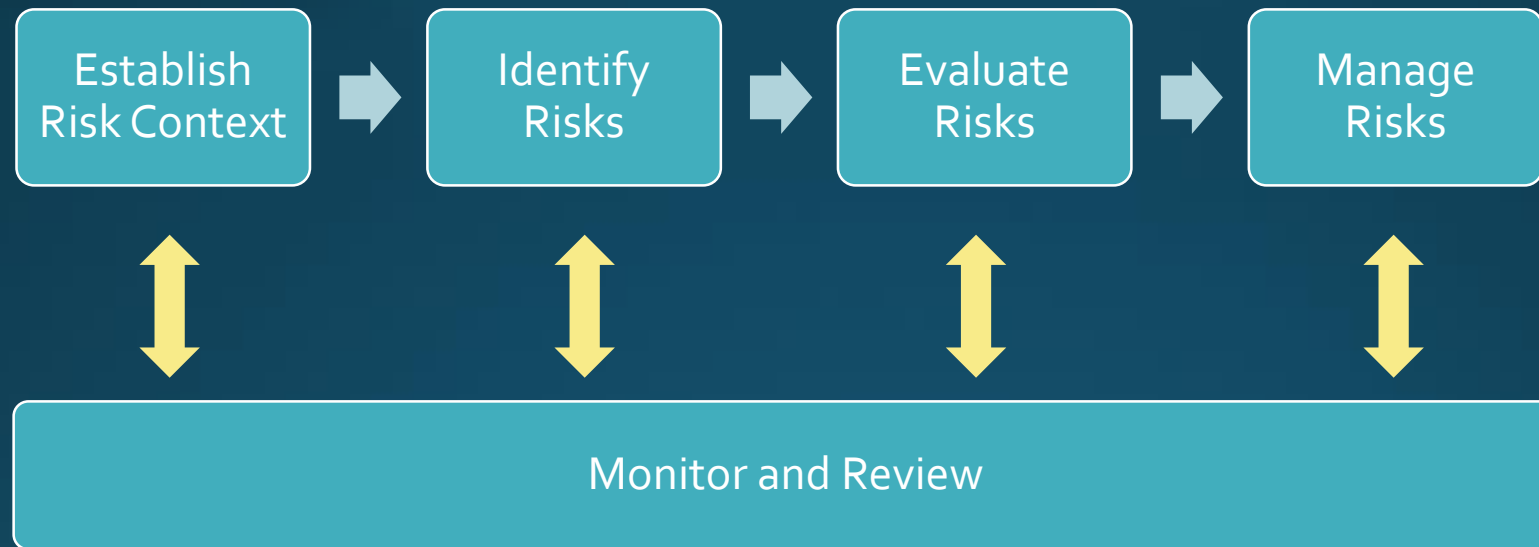 Establish
Risk Context
Identify
Risks
Evaluate
Risks
Manage
Risks
Monitor and Review